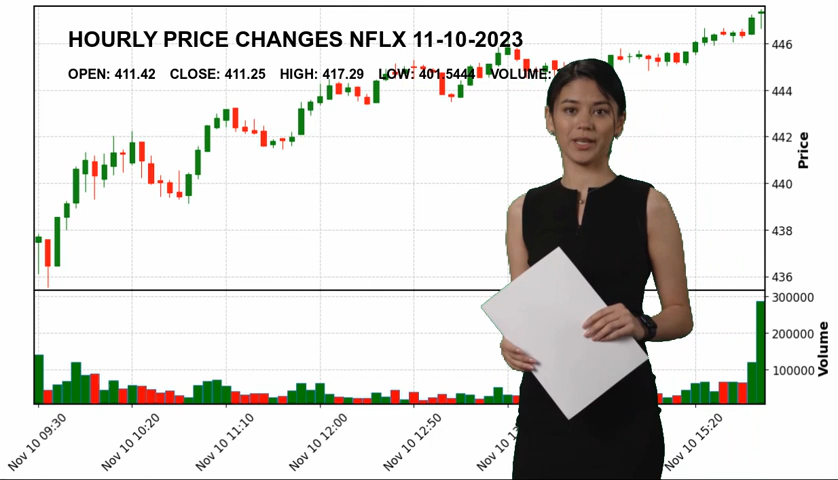 HOURLY PRICE CHANGES NFLX 11-10-2023
OPEN: 411.42 CLOSE: 411.25 HIGH: 417.29 LOW: 401.5444 VOLUME:
446
444
442
440
438
436
Price
300000
200000
100000
Volume
Nov 10 09:30
Nov 10 10:20
Nov 10 11:10
Nov 10 12:00
Nov 10 12:50
Nov 10
Nov 10 15:20